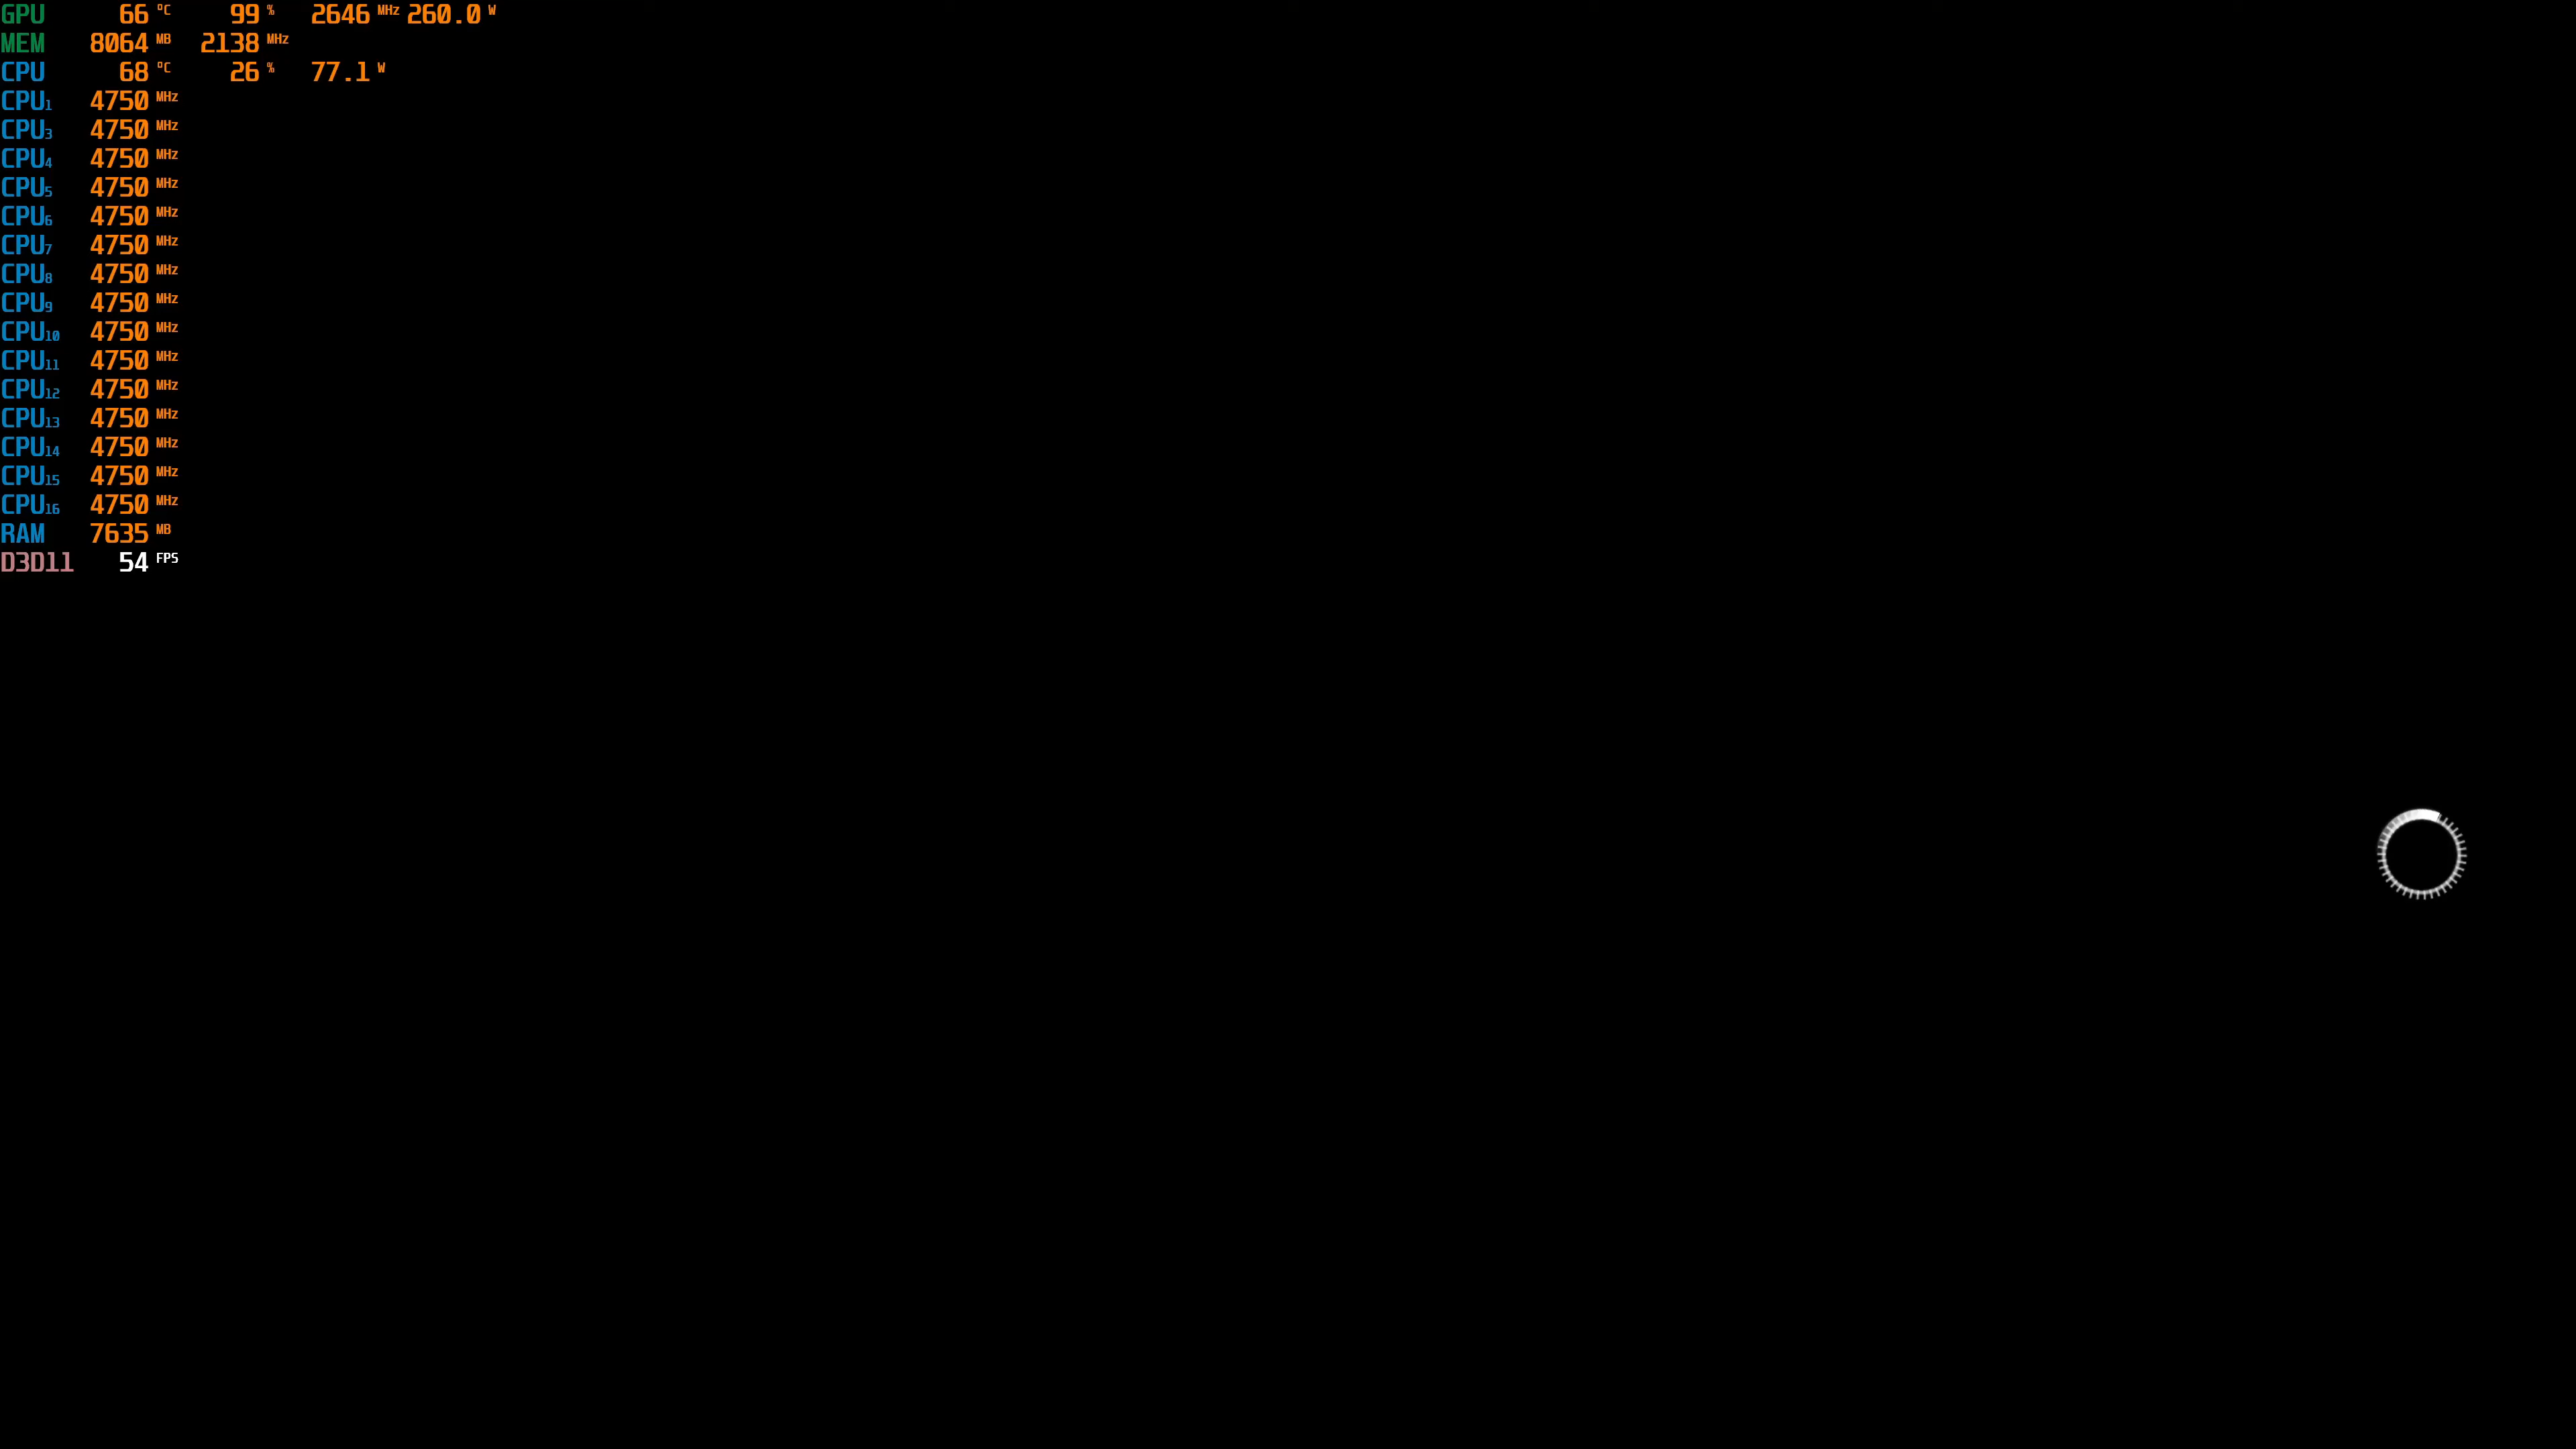 GPU 66 °C 99 % 2646 MHz 260.0 W
MEM 8064 MB 2138 MHz
CPU 68 °C 26 % 77.1 W
CPU1 4750 MHz
CPU3 4750 MHz
CPU4 4750 MHz
CPU5 4750 MHz
CPU6 4750 MHz
CPU7 4750 MHz
CPU8 4750 MHz
CPU9 4750 MHz
CPU10 4750 MHz
CPU11 4750 MHz
CPU12 4750 MHz
CPU13 4750 MHz
CPU14 4750 MHz
CPU15 4750 MHz
CPU16 4750 MHz
RAM 7635 MB
D3D11 54 FPS